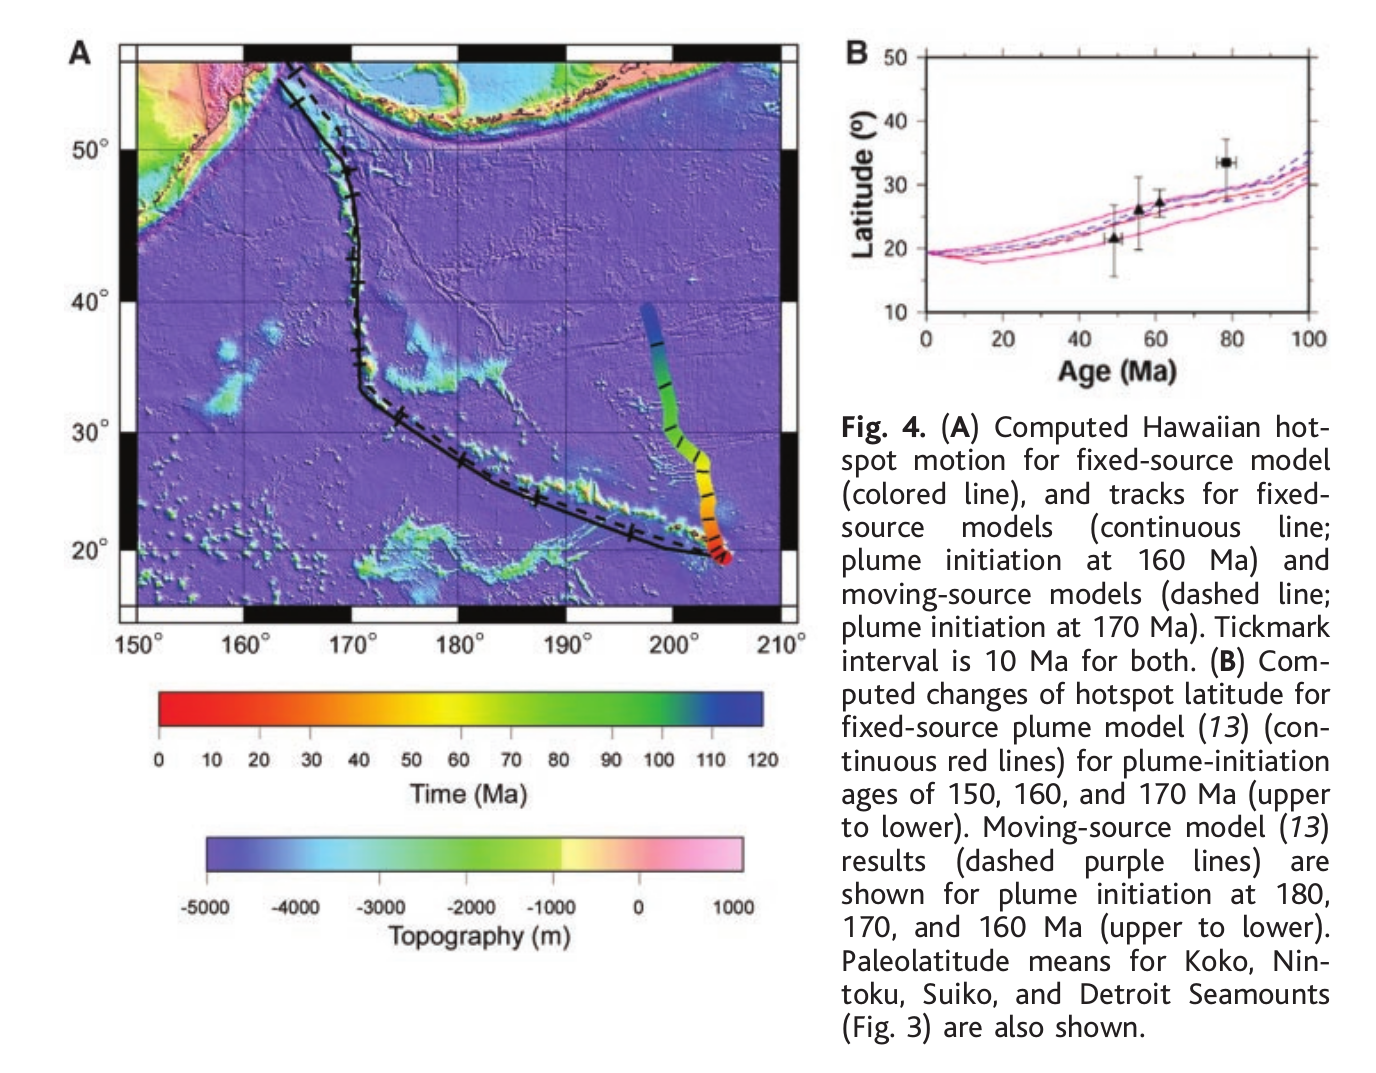 A
50°
40°
30°
20°
150° 160° 170° 180° 190° 200° 210°
0 10 20 30 40 50 60 70 80 90 100 110 120
Time (Ma)
-5000 -4000 -3000 -2000 -1000 0 1000
Topography (m)
B
50
40
30
20
10
Latitude (º)
0 20 40 60 80 100
Age (Ma)
Fig. 4. (A) Computed Hawaiian hot-
spot motion for fixed-source model
(colored line), and tracks for fixed-
source models (continuous line;
plume initiation at 160 Ma) and
moving-source models (dashed line;
plume initiation at 170 Ma). Tickmark
interval is 10 Ma for both. (B) Com-
puted changes of hotspot latitude for
fixed-source plume model (13) (con-
tinuous red lines) for plume-initiation
ages of 150, 160, and 170 Ma (upper
to lower). Moving-source model (13)
results (dashed purple lines) are
shown for plume initiation at 180,
170, and 160 Ma (upper to lower).
Paleolatitude means for Koko, Nin-
toku, Suiko, and Detroit Seamounts
(Fig. 3) are also shown.